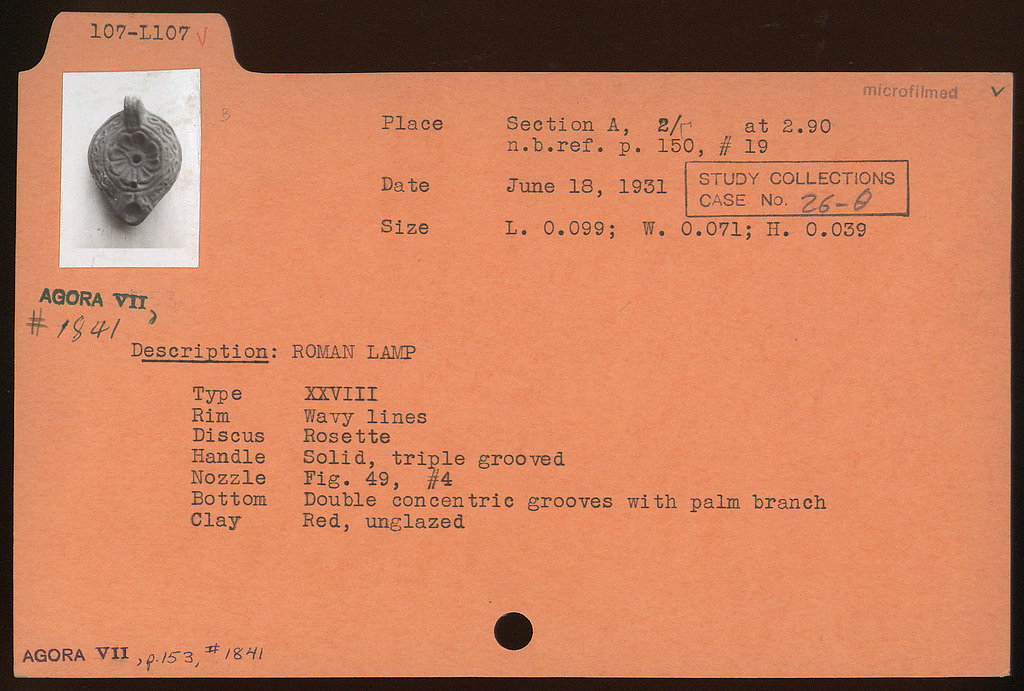 107-L107 √
microfilmed √
B
Place Section A, 2/Γ at 2.90
n.b.ref. p. 150, # 19
Date June 18, 1931
STUDY COLLECTIONS
CASE No. 26-θ
Size L. 0.099; W. 0.071; H. 0.039
AGORA VII,
# 1841
Description: ROMAN LAMP
Type XXVIII
Rim Wavy lines
Discus Rosette
Handle Solid, triple grooved
Nozzle Fig. 49, #4
Bottom Double concentric grooves with palm branch
Clay Red, unglazed
AGORA VII, p.153, #1841